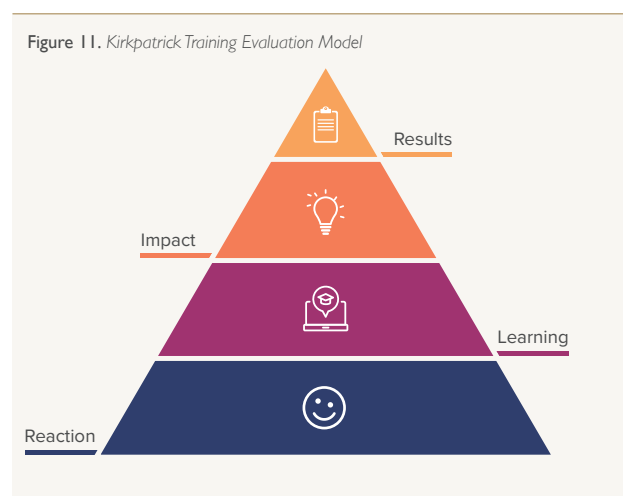 Figure 11. Kirkpatrick Training Evaluation Model
Results
Impact
Learning
Reaction